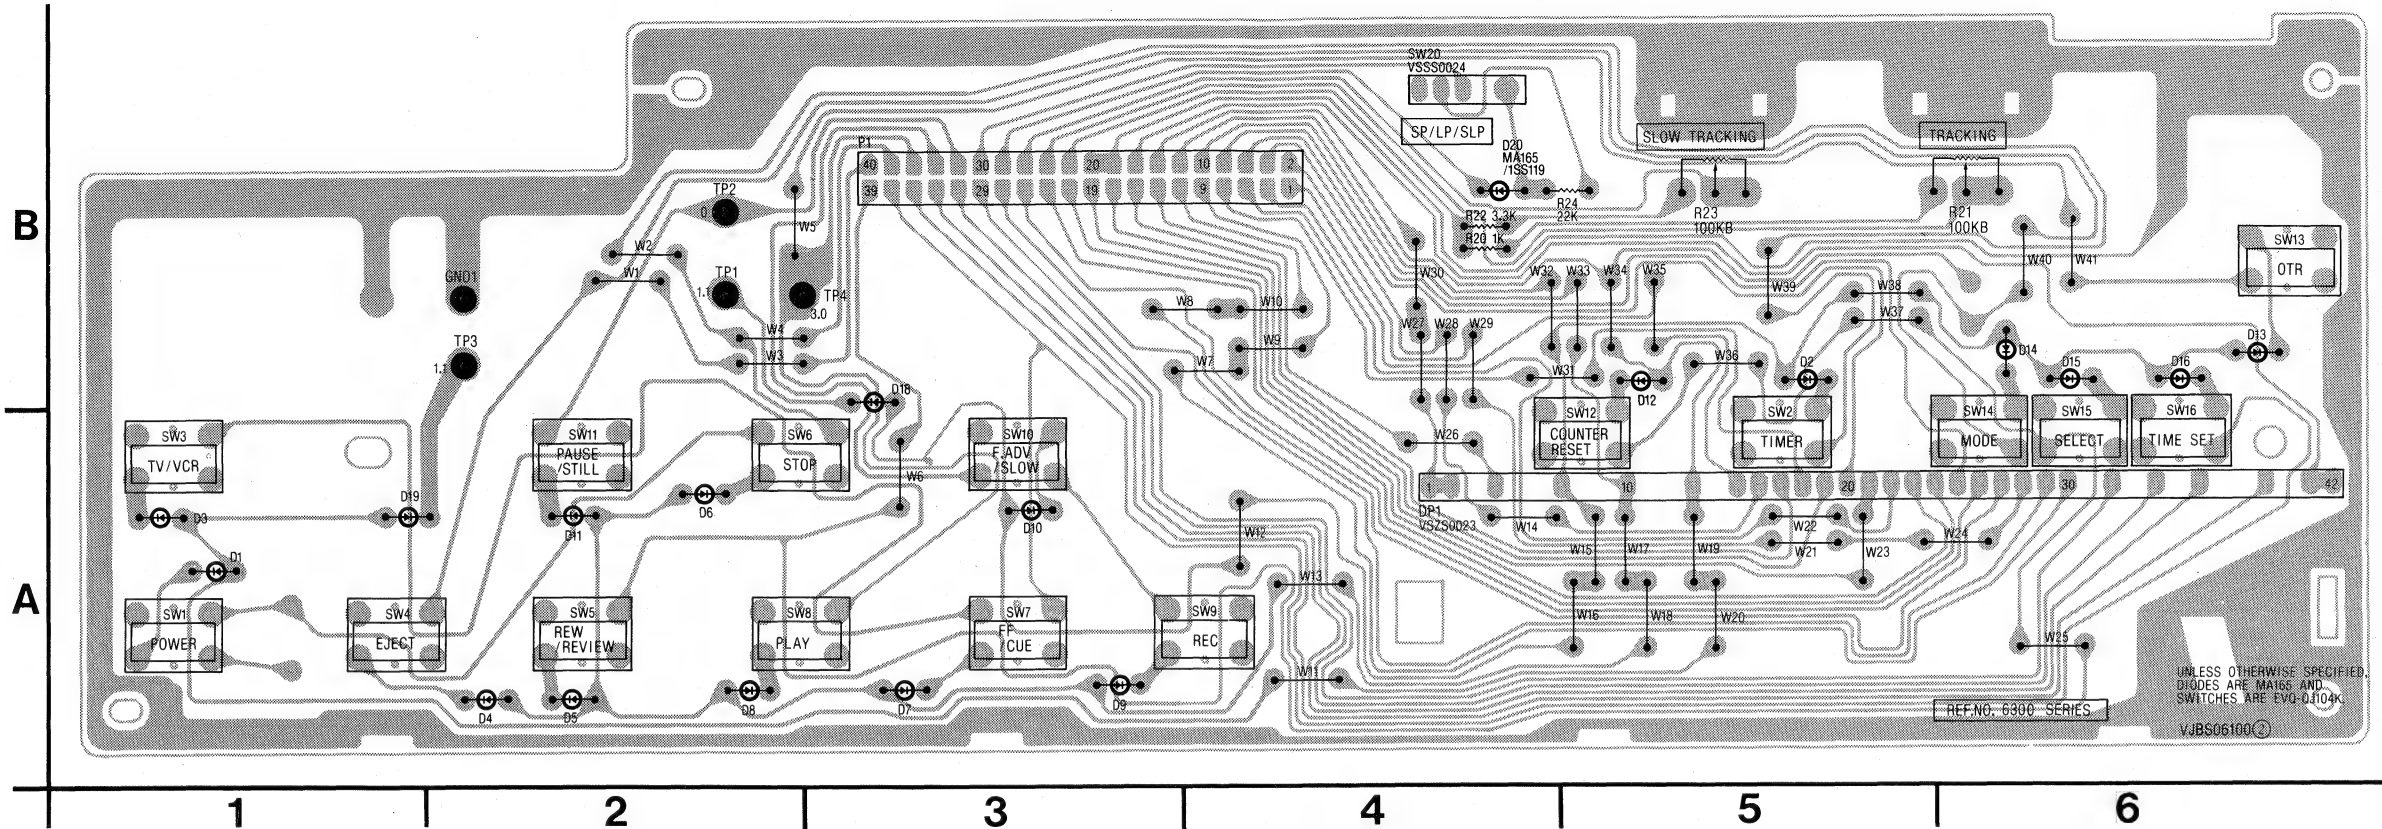 SW20
VSSS0024
SP/LP/SLP
SLOW TRACKING
TRACKING
P1
40 30 20 10 2
39 29 19 9 1
D20
MA165
/1SS119
R24
22K
R22 3.3K
R20 1K
R23
100KB
R21
100KB
TP2
0
W5
B
W2
W1
GND1
TP1
1.1
TP4
3.0
SW13
OTR
W30
W32 W33 W34 W35
W39
W40
W41
W38
W37
W8
W10
W9
W7
W4
W3
TP3
1.1
W27 W28 W29
W31
D12
W36
D2
D14
D15
D16
D13
D18
SW3
TV/VCR
SW11
PAUSE
/STILL
SW6
STOP
SW10
F.ADV
/SLOW
W26
SW12
COUNTER
RESET
SW2
TIMER
SW14
MODE
SW15
SELECT
SW16
TIME SET
W6
1 10 20 30 42
DP1
VSZS0023
D3
D19
D11
D6
D10
W12
W14
W15
W17
W19
W22
W21
W23
W24
D1
W13
A
SW1
POWER
SW4
EJECT
SW5
REW
/REVIEW
SW8
PLAY
SW7
FF
/CUE
SW9
REC
W16
W18
W20
W25
W11
D4
D5
D8
D7
D9
UNLESS OTHERWISE SPECIFIED,
DIODES ARE MA165 AND
SWITCHES ARE EVQ-QJ104K.
REF.NO. 6300 SERIES
VJBS06100②
1 2 3 4 5 6